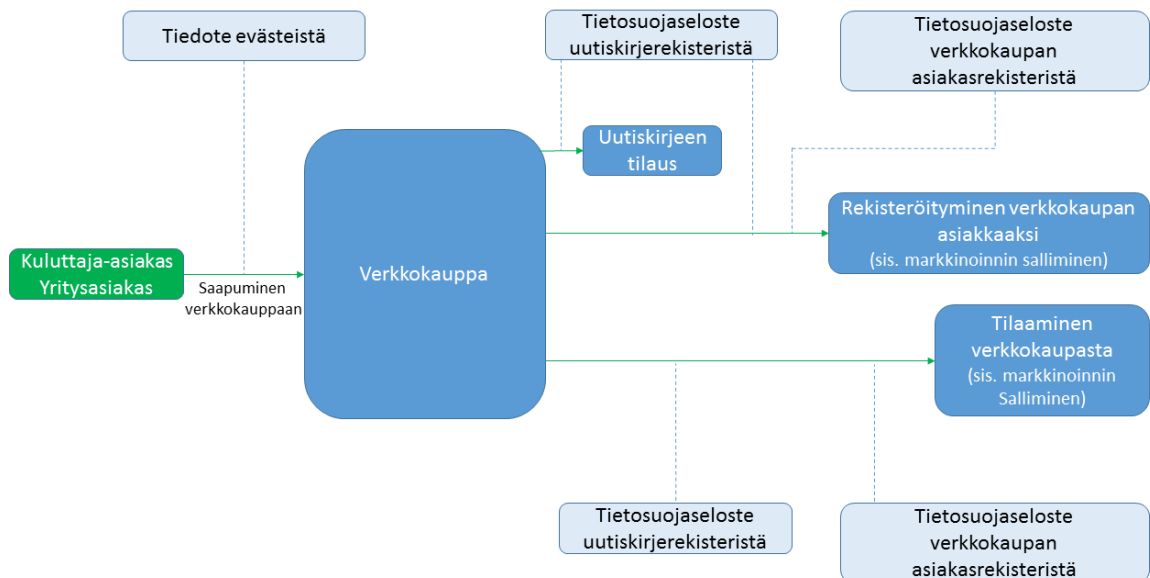 Tiedote evästeistä
Tietosuojaseloste
uutiskirjerekisteristä
Tietosuojaseloste
verkkokaupan
asiakasrekisteristä
Uutiskirjeen
tilaus
Rekisteröityminen verkkokaupan
asiakkaaksi
(sis. markkinoinnin salliminen)
Kuluttaja-asiakas
Yritysasiakas
Saapuminen
verkkokauppaan
Verkkokauppa
Tilaaminen
verkkokaupasta
(sis. markkinoinnin
Salliminen)
Tietosuojaseloste
uutiskirjerekisteristä
Tietosuojaseloste
verkkokaupan
asiakasrekisteristä